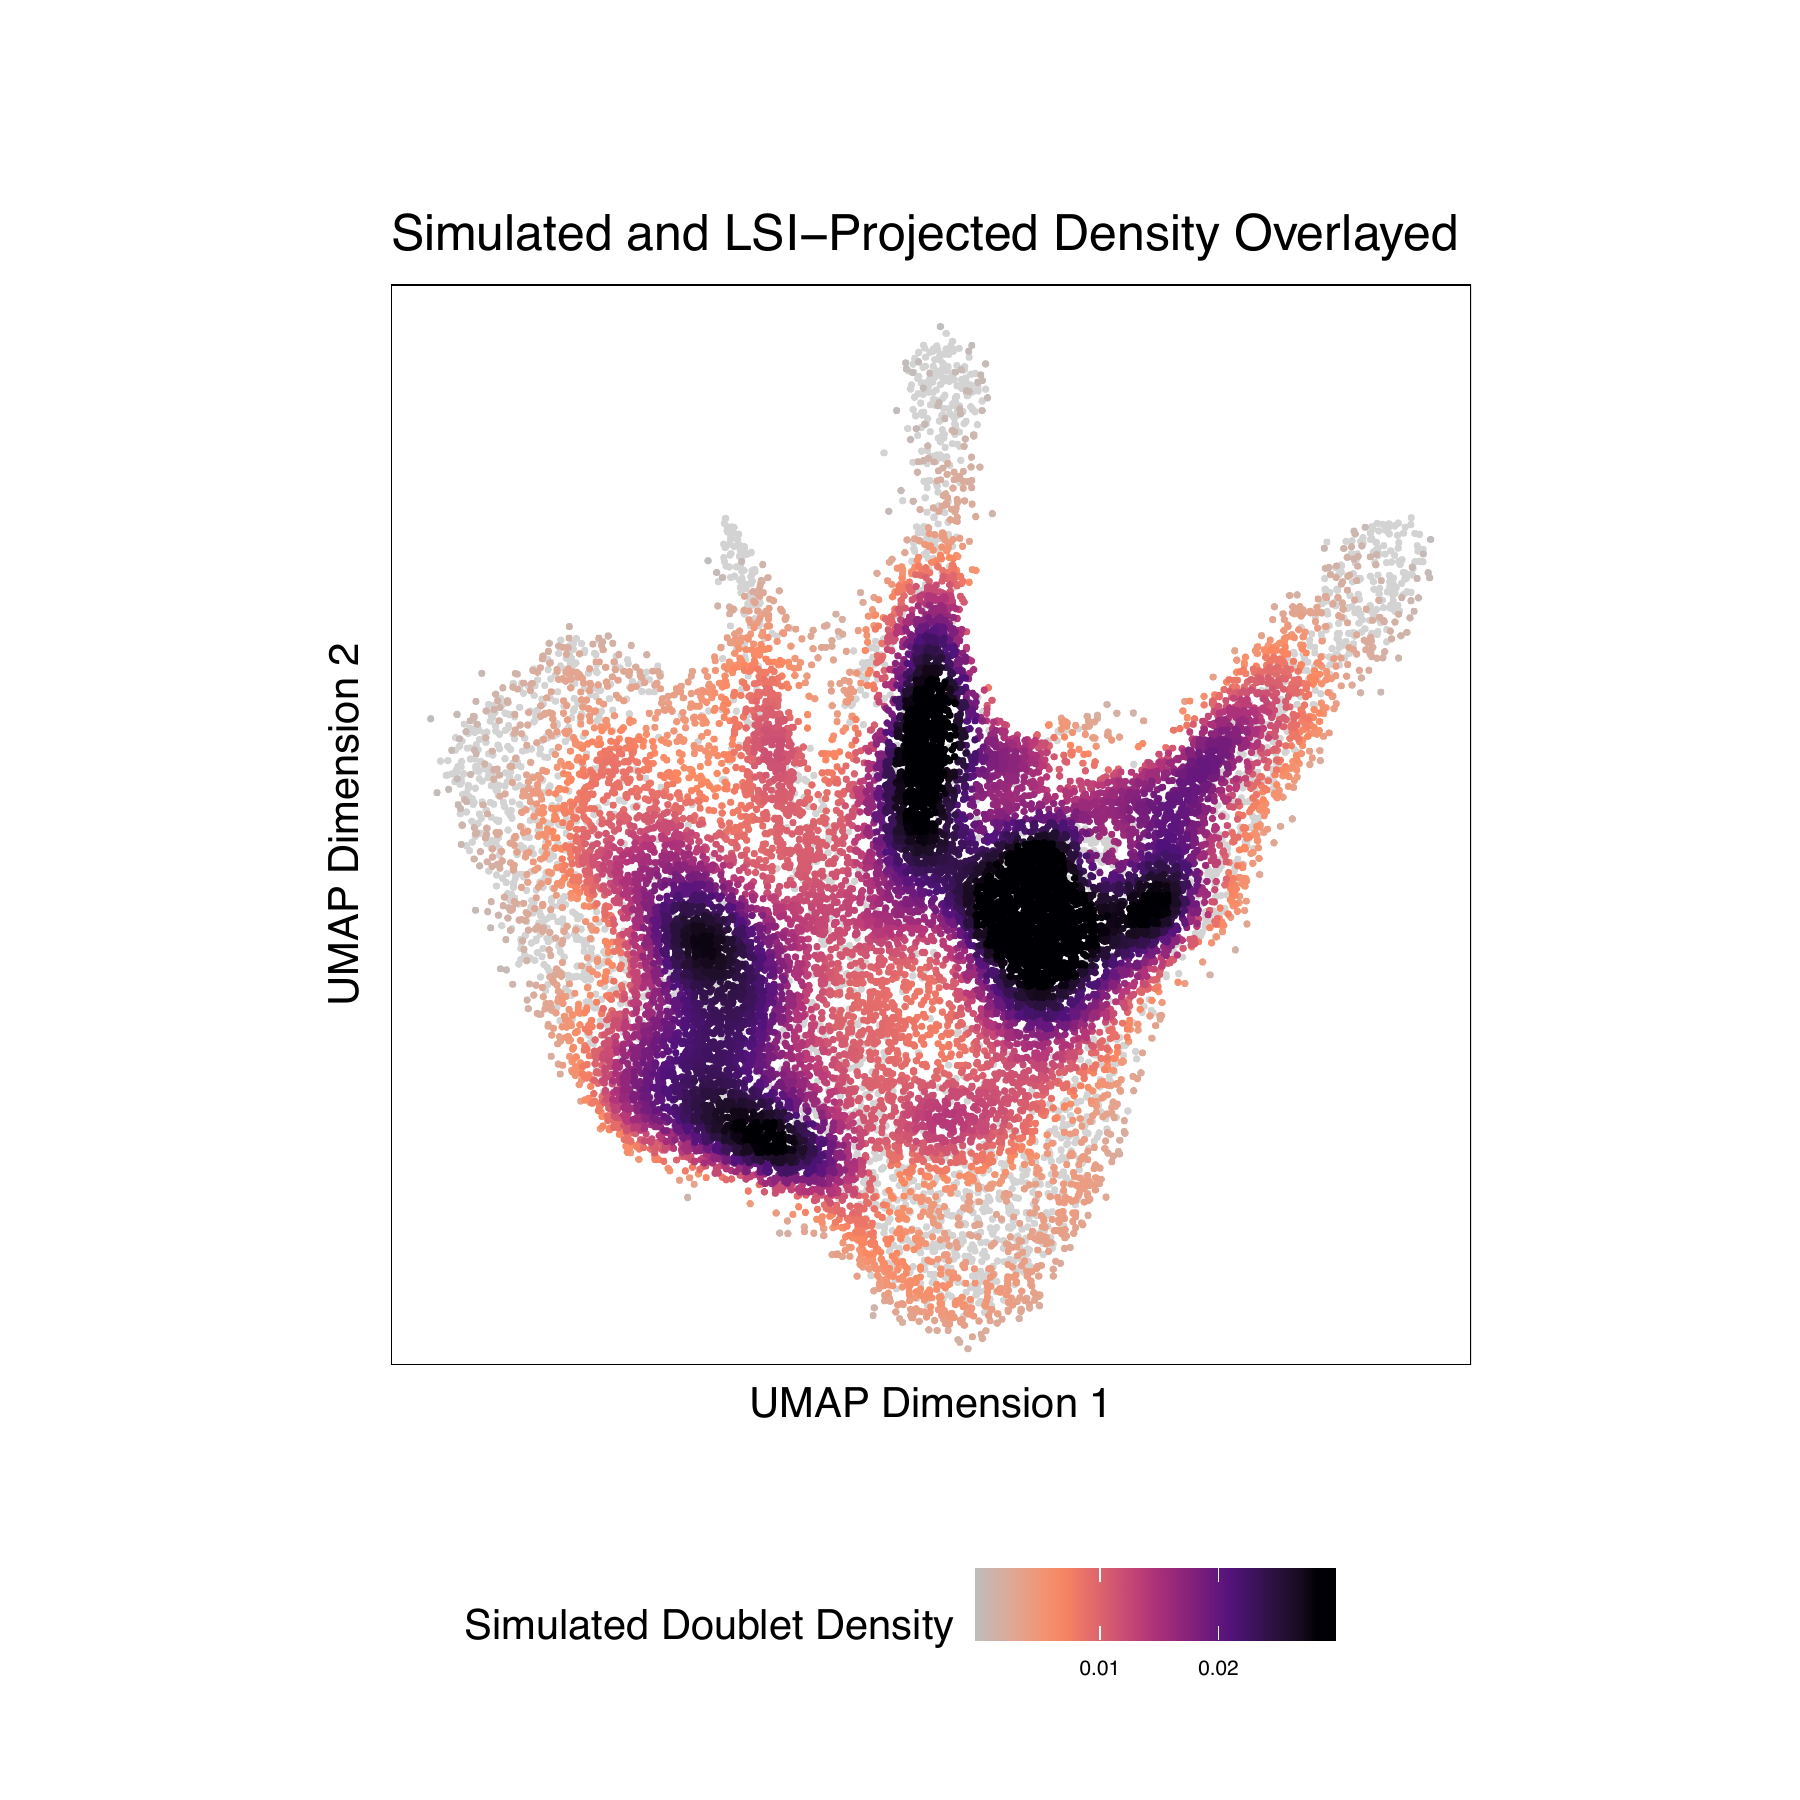 Simulated and LSI−Projected Density Overlayed
UMAP Dimension 2
UMAP Dimension 1
Simulated Doublet Density
0.01
0.02